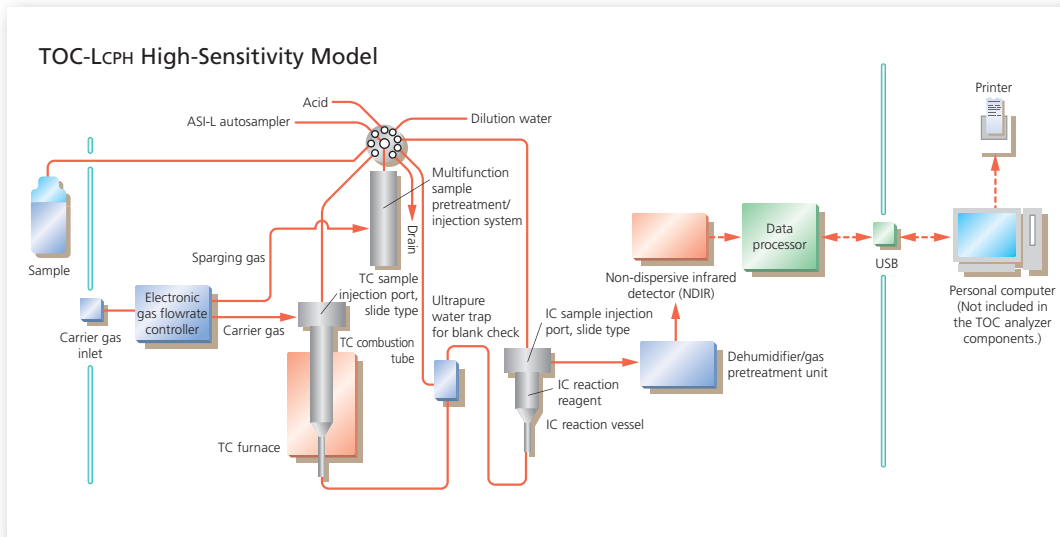 TOC-LCPH High-Sensitivity Model
Acid
ASI-L autosampler
Dilution water
Multifunction
sample
pretreatment/
injection system
Drain
Sample
Sparging gas
Carrier gas
inlet
Electronic
gas flowrate
controller
Carrier gas
TC sample
injection port,
slide type
TC combustion
tube
TC furnace
Ultrapure
water trap
for blank check
IC sample injection
port, slide type
IC reaction
reagent
IC reaction vessel
Non-dispersive infrared
detector (NDIR)
Dehumidifier/gas
pretreatment unit
Data
processor
USB
Printer
Personal computer
(Not included in
the TOC analyzer
components.)